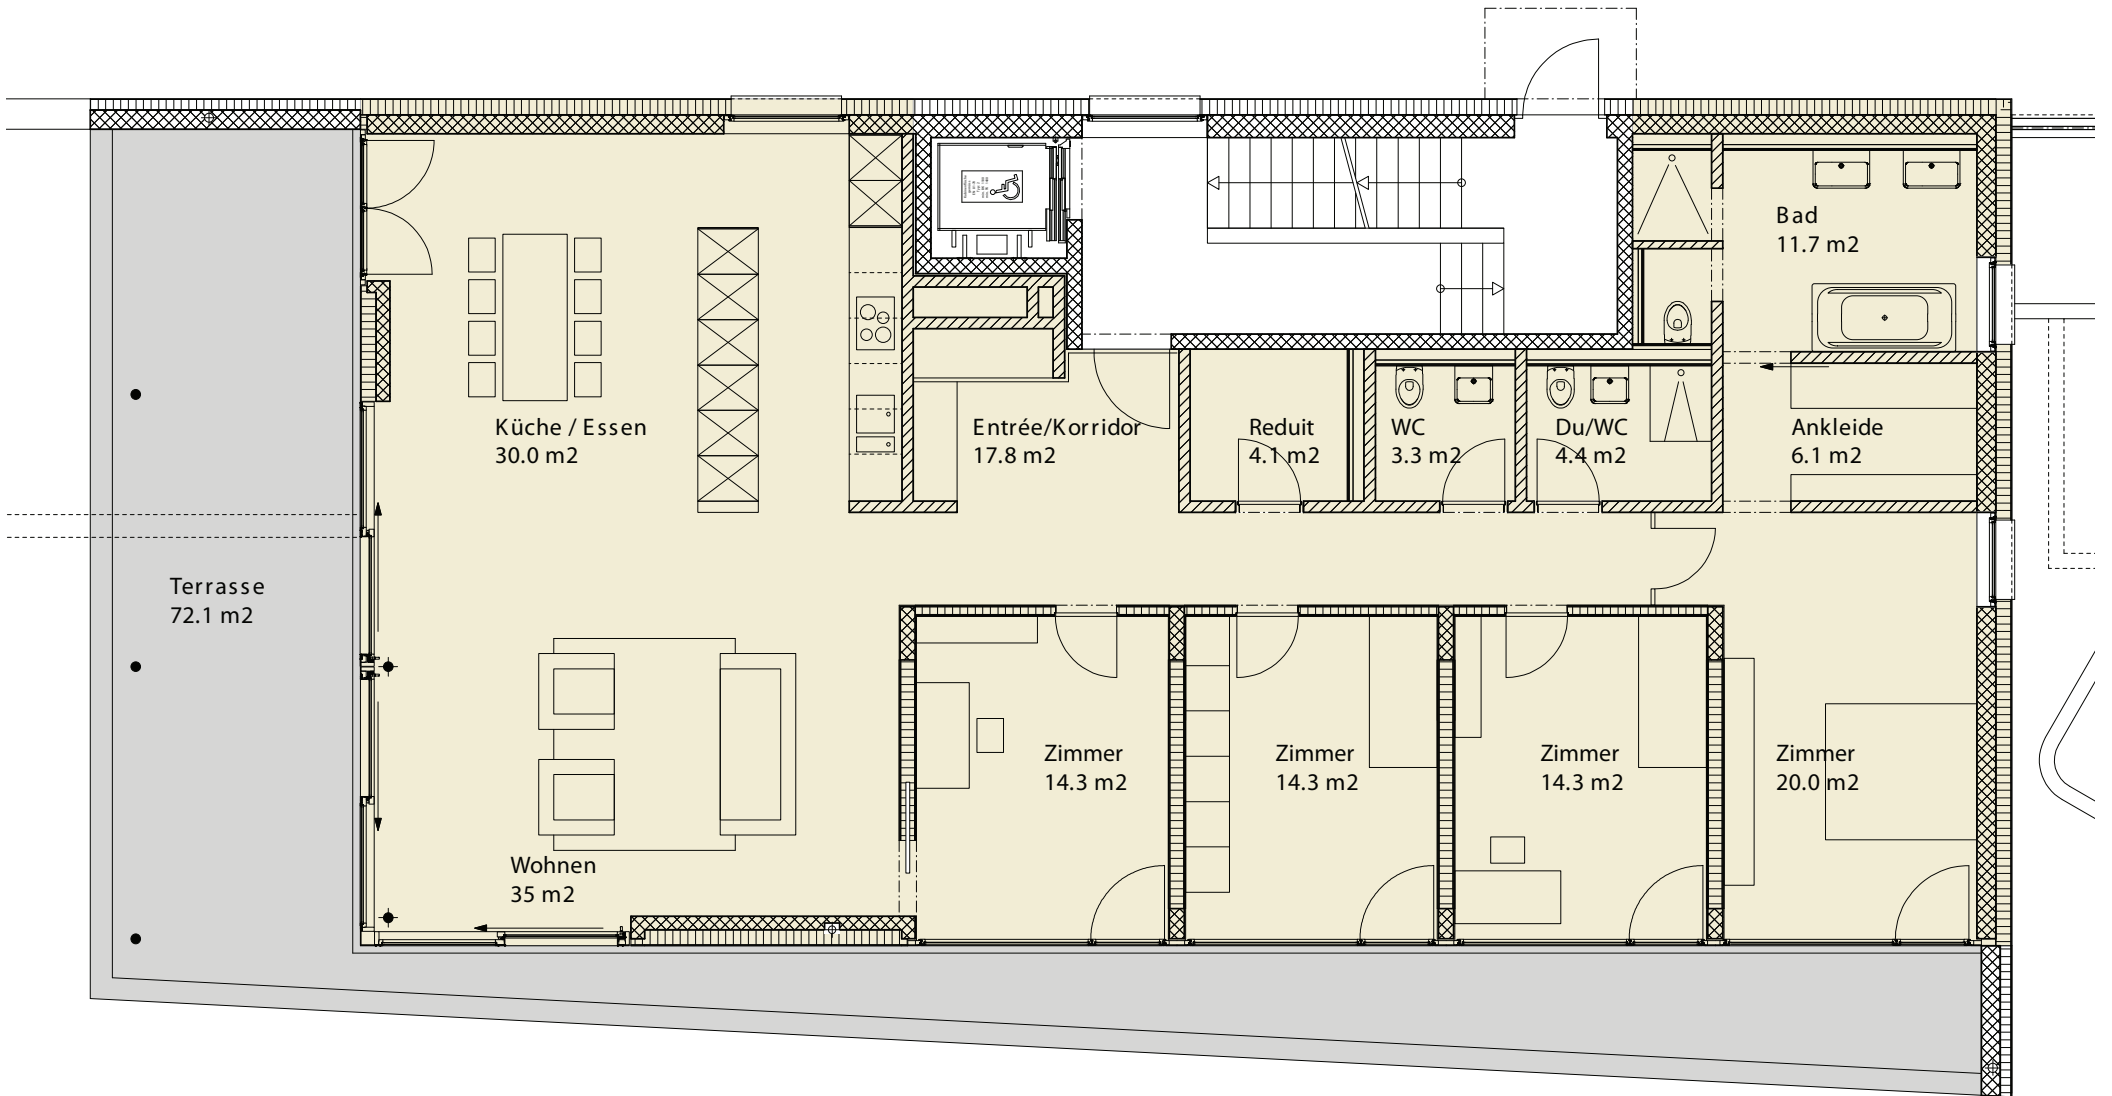 Bad
11.7 m2
Küche / Essen
30.0 m2
Entrée/Korridor
17.8 m2
Reduit
4.1 m2
WC
3.3 m2
Du/WC
4.4 m2
Ankleide
6.1 m2
Terrasse
72.1 m2
Zimmer
14.3 m2
Zimmer
14.3 m2
Zimmer
14.3 m2
Zimmer
20.0 m2
Wohnen
35 m2